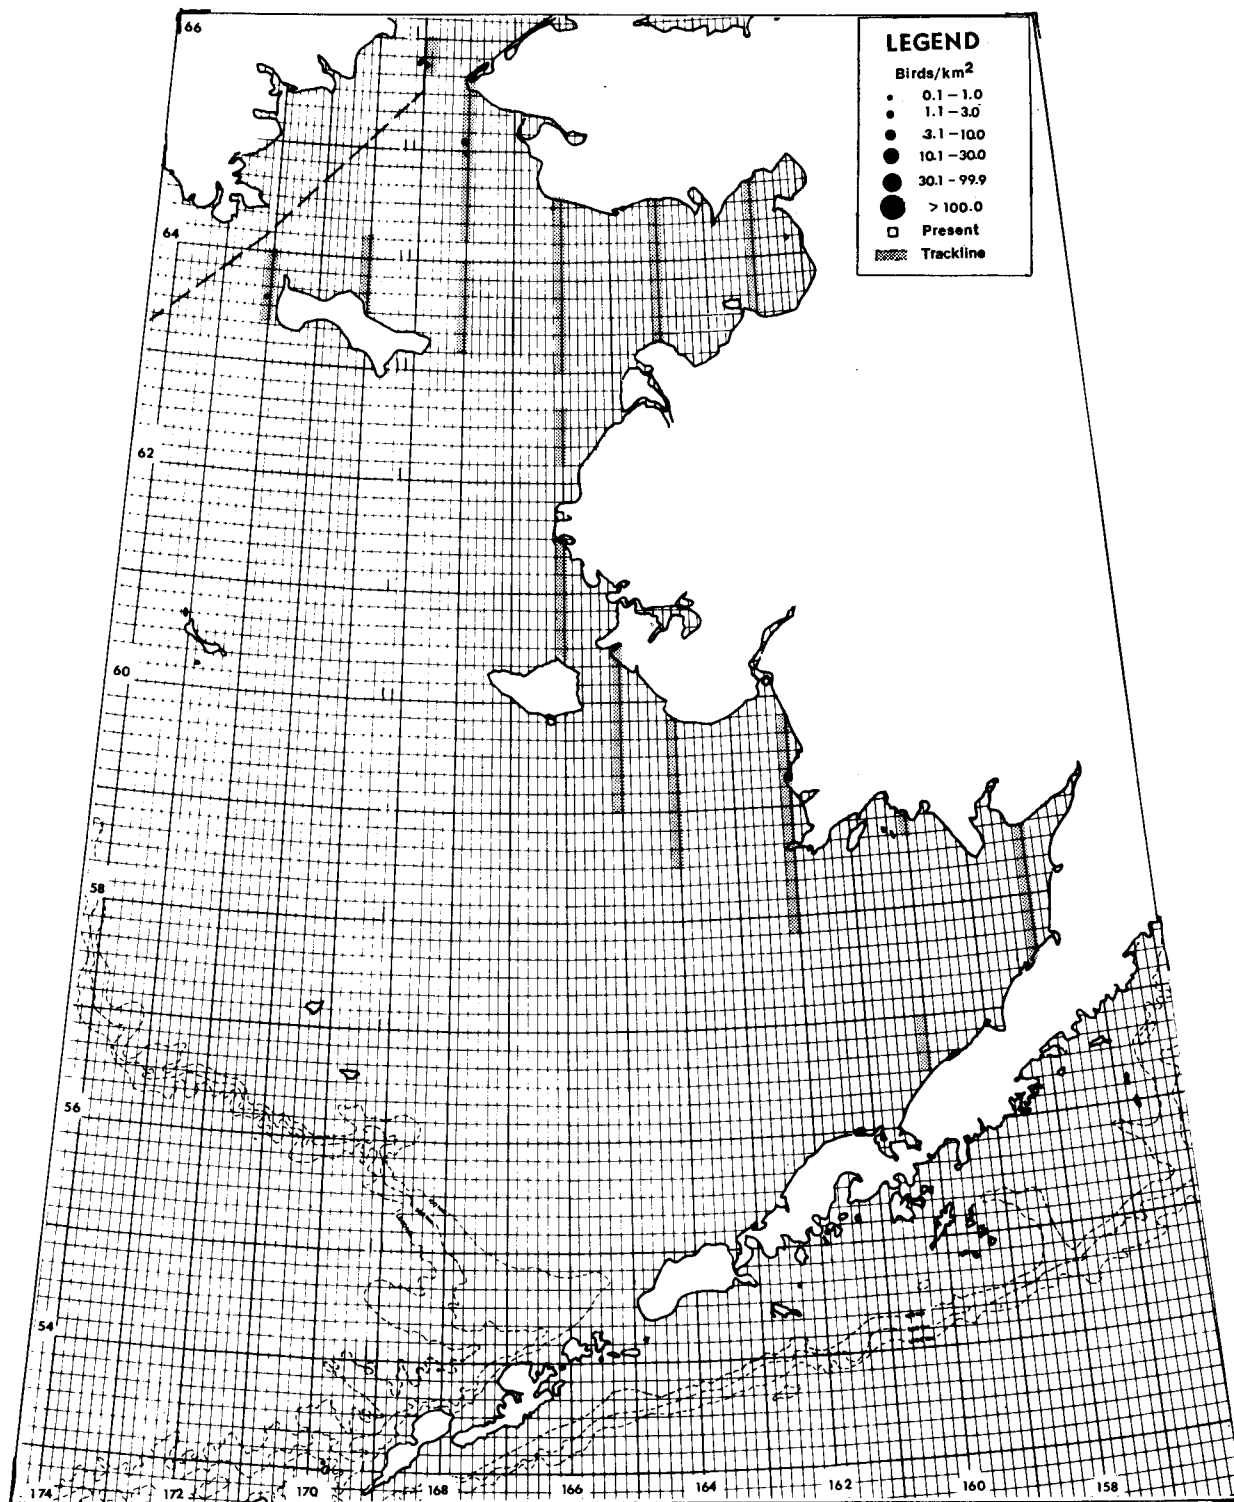 66
LEGEND
Birds/km²
0.1 – 1.0
1.1 – 3.0
3.1 – 10.0
10.1 – 30.0
30.1 – 99.9
> 100.0
Present
Trackline
64
62
60
58
56
54
174 172 170 168 166 164 162 160 158